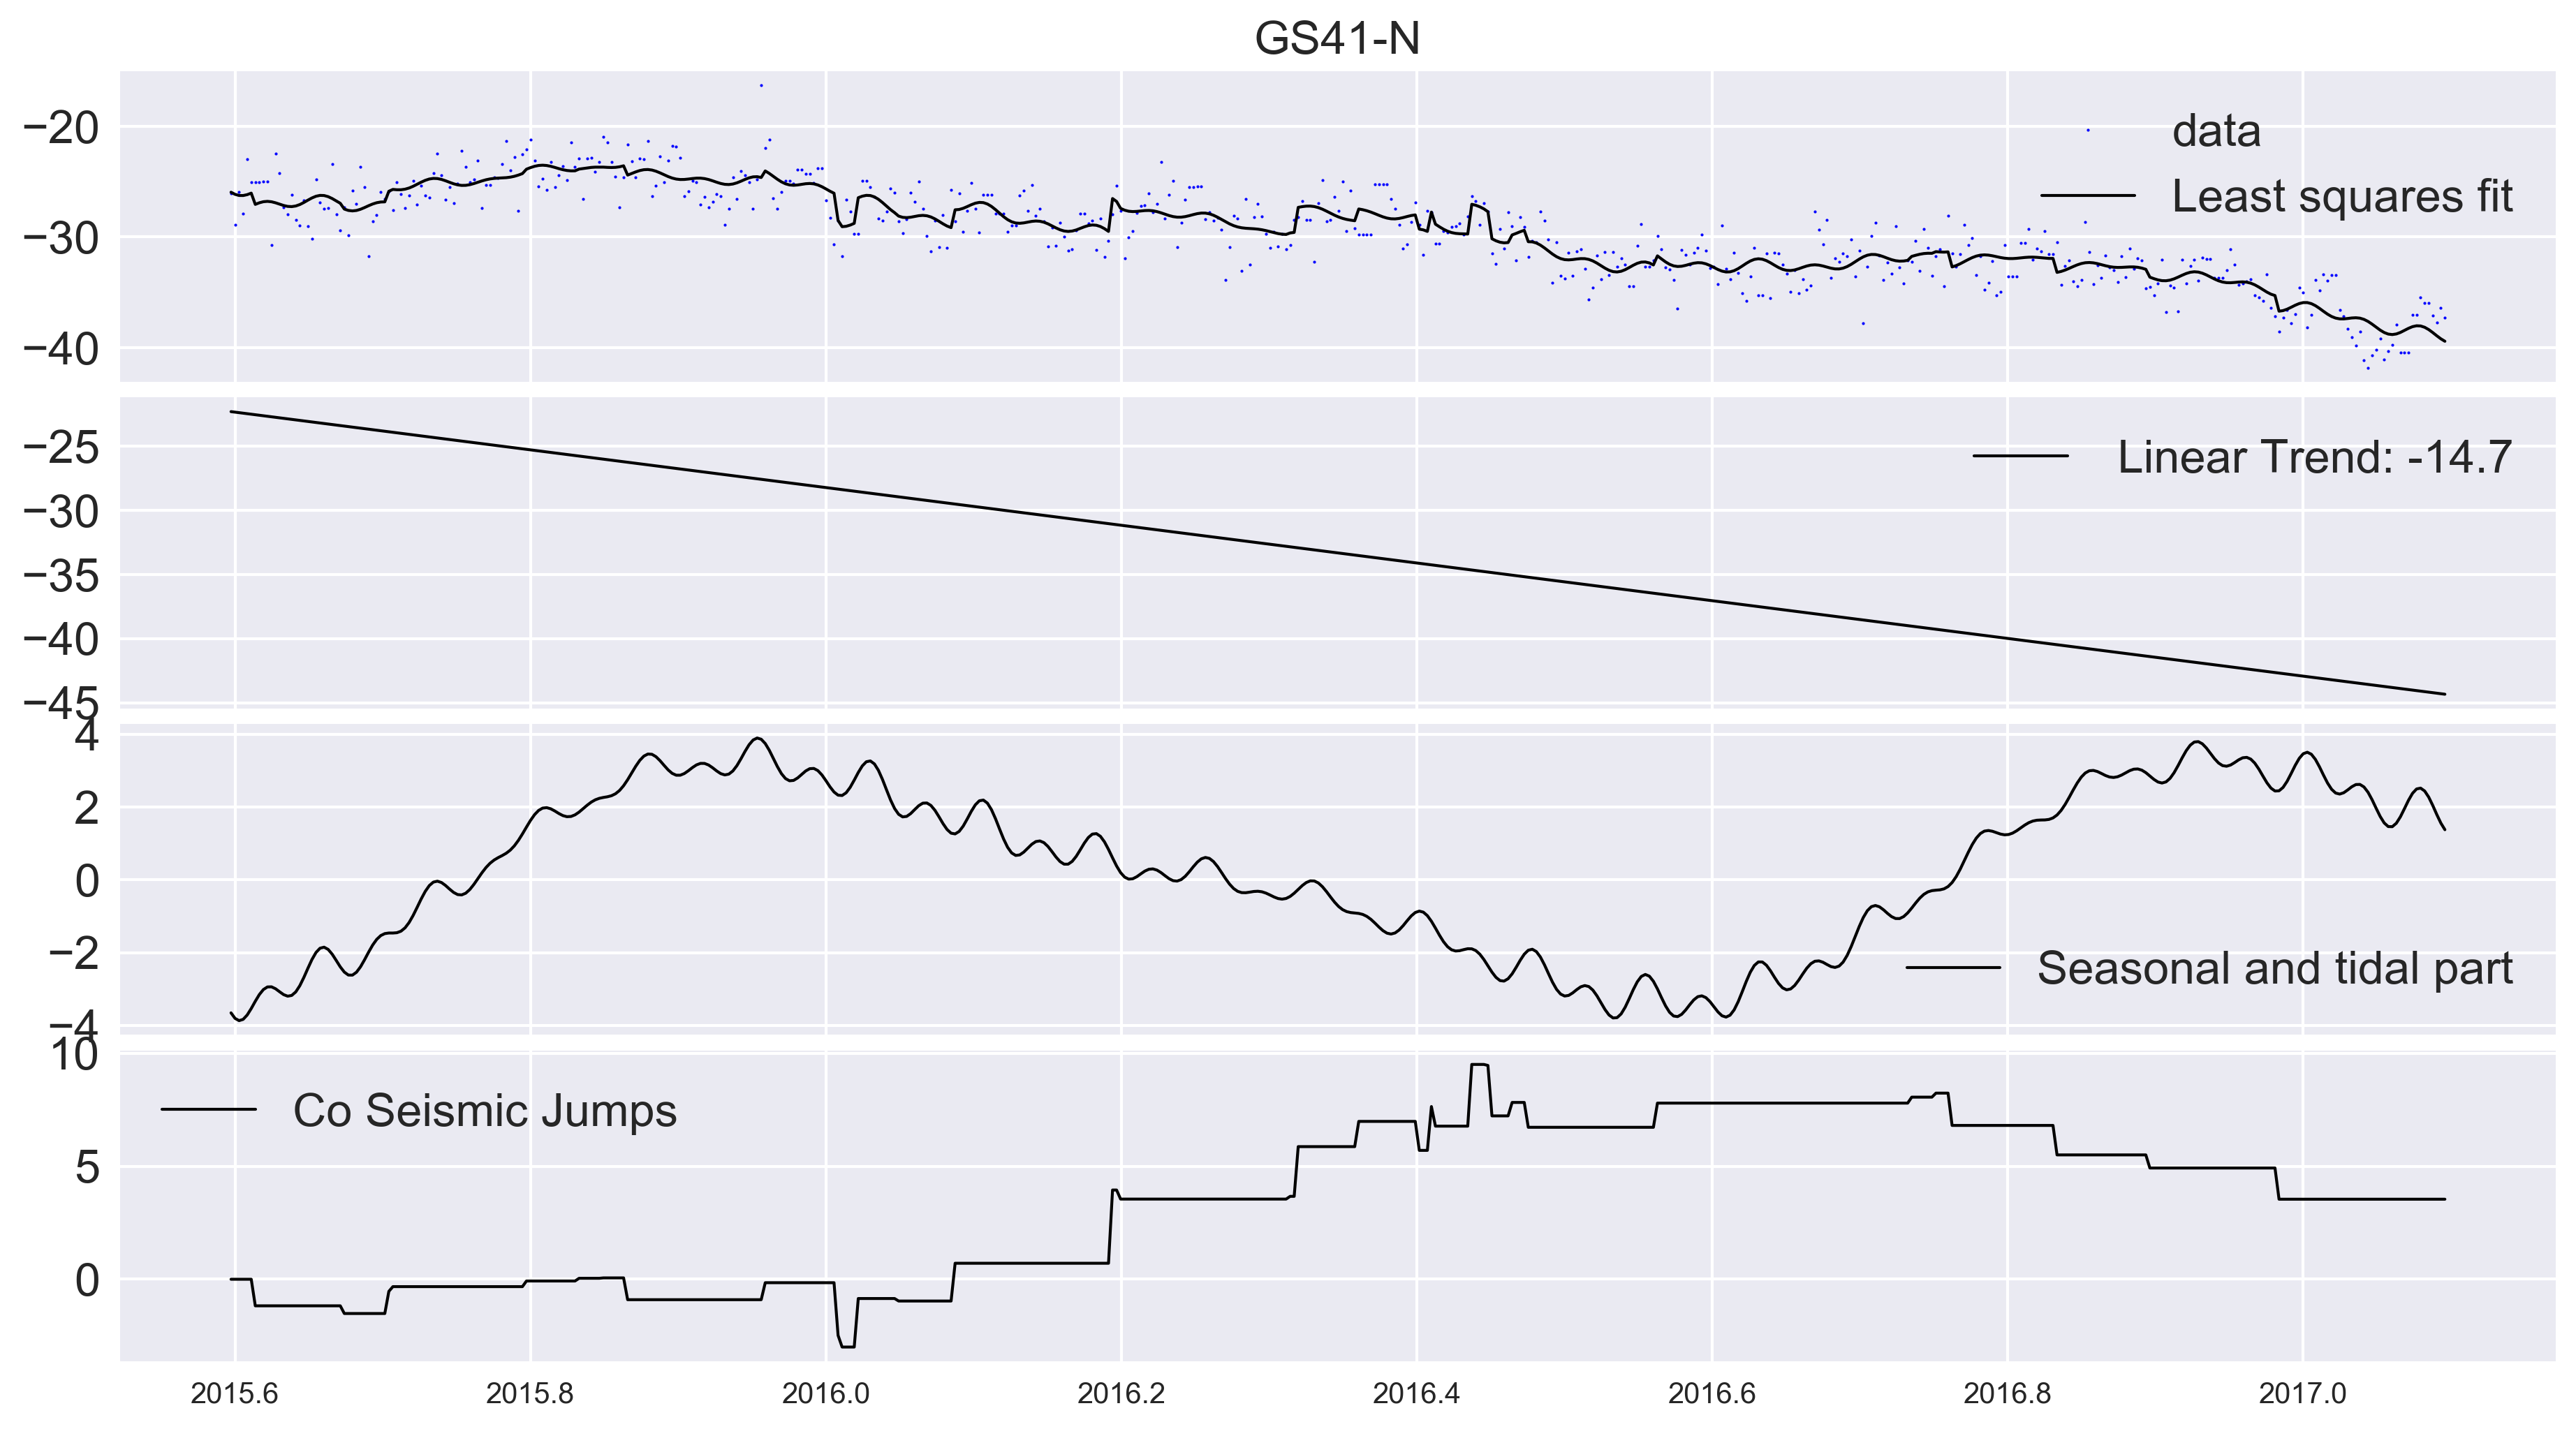 GS41-N
−20
−30
−40
data
Least squares fit
−25
−30
−35
−40
−45
Linear Trend: -14.7
4
2
0
−2
−4
Seasonal and tidal part
10
5
0
Co Seismic Jumps
2015.6 2015.8 2016.0 2016.2 2016.4 2016.6 2016.8 2017.0